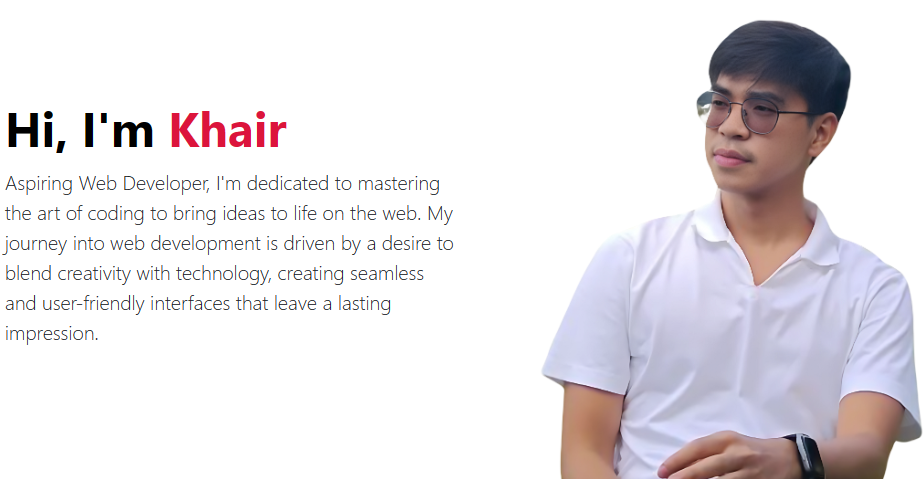 Hi, I'm Khair
Aspiring Web Developer, I'm dedicated to mastering
the art of coding to bring ideas to life on the web. My
journey into web development is driven by a desire to
blend creativity with technology, creating seamless
and user-friendly interfaces that leave a lasting
impression.